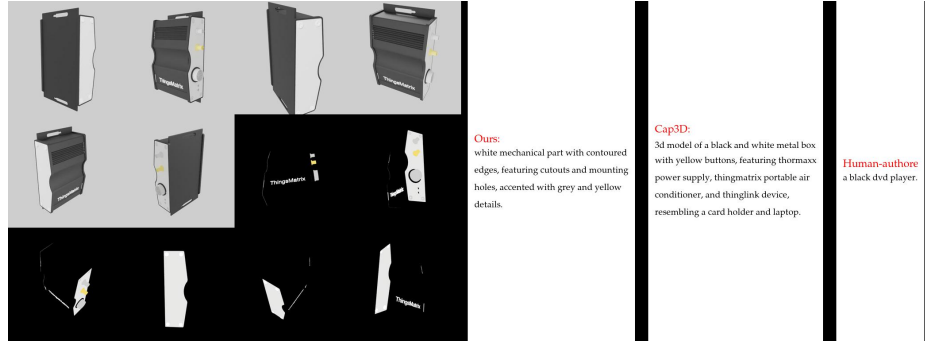 ThingsMatrix
ThingsMatrix
ThingsMatrix
ThingsMatrix
ThingsMatrix
Ours:
white mechanical part with contoured
edges, featuring cutouts and mounting
holes, accented with grey and yellow
details.
Cap3D:
3d model of a black and white metal box
with yellow buttons, featuring thormaxx
power supply, thingmatrix portable air
conditioner, and thinglink device,
resembling a card holder and laptop.
Human-authore
a black dvd player.